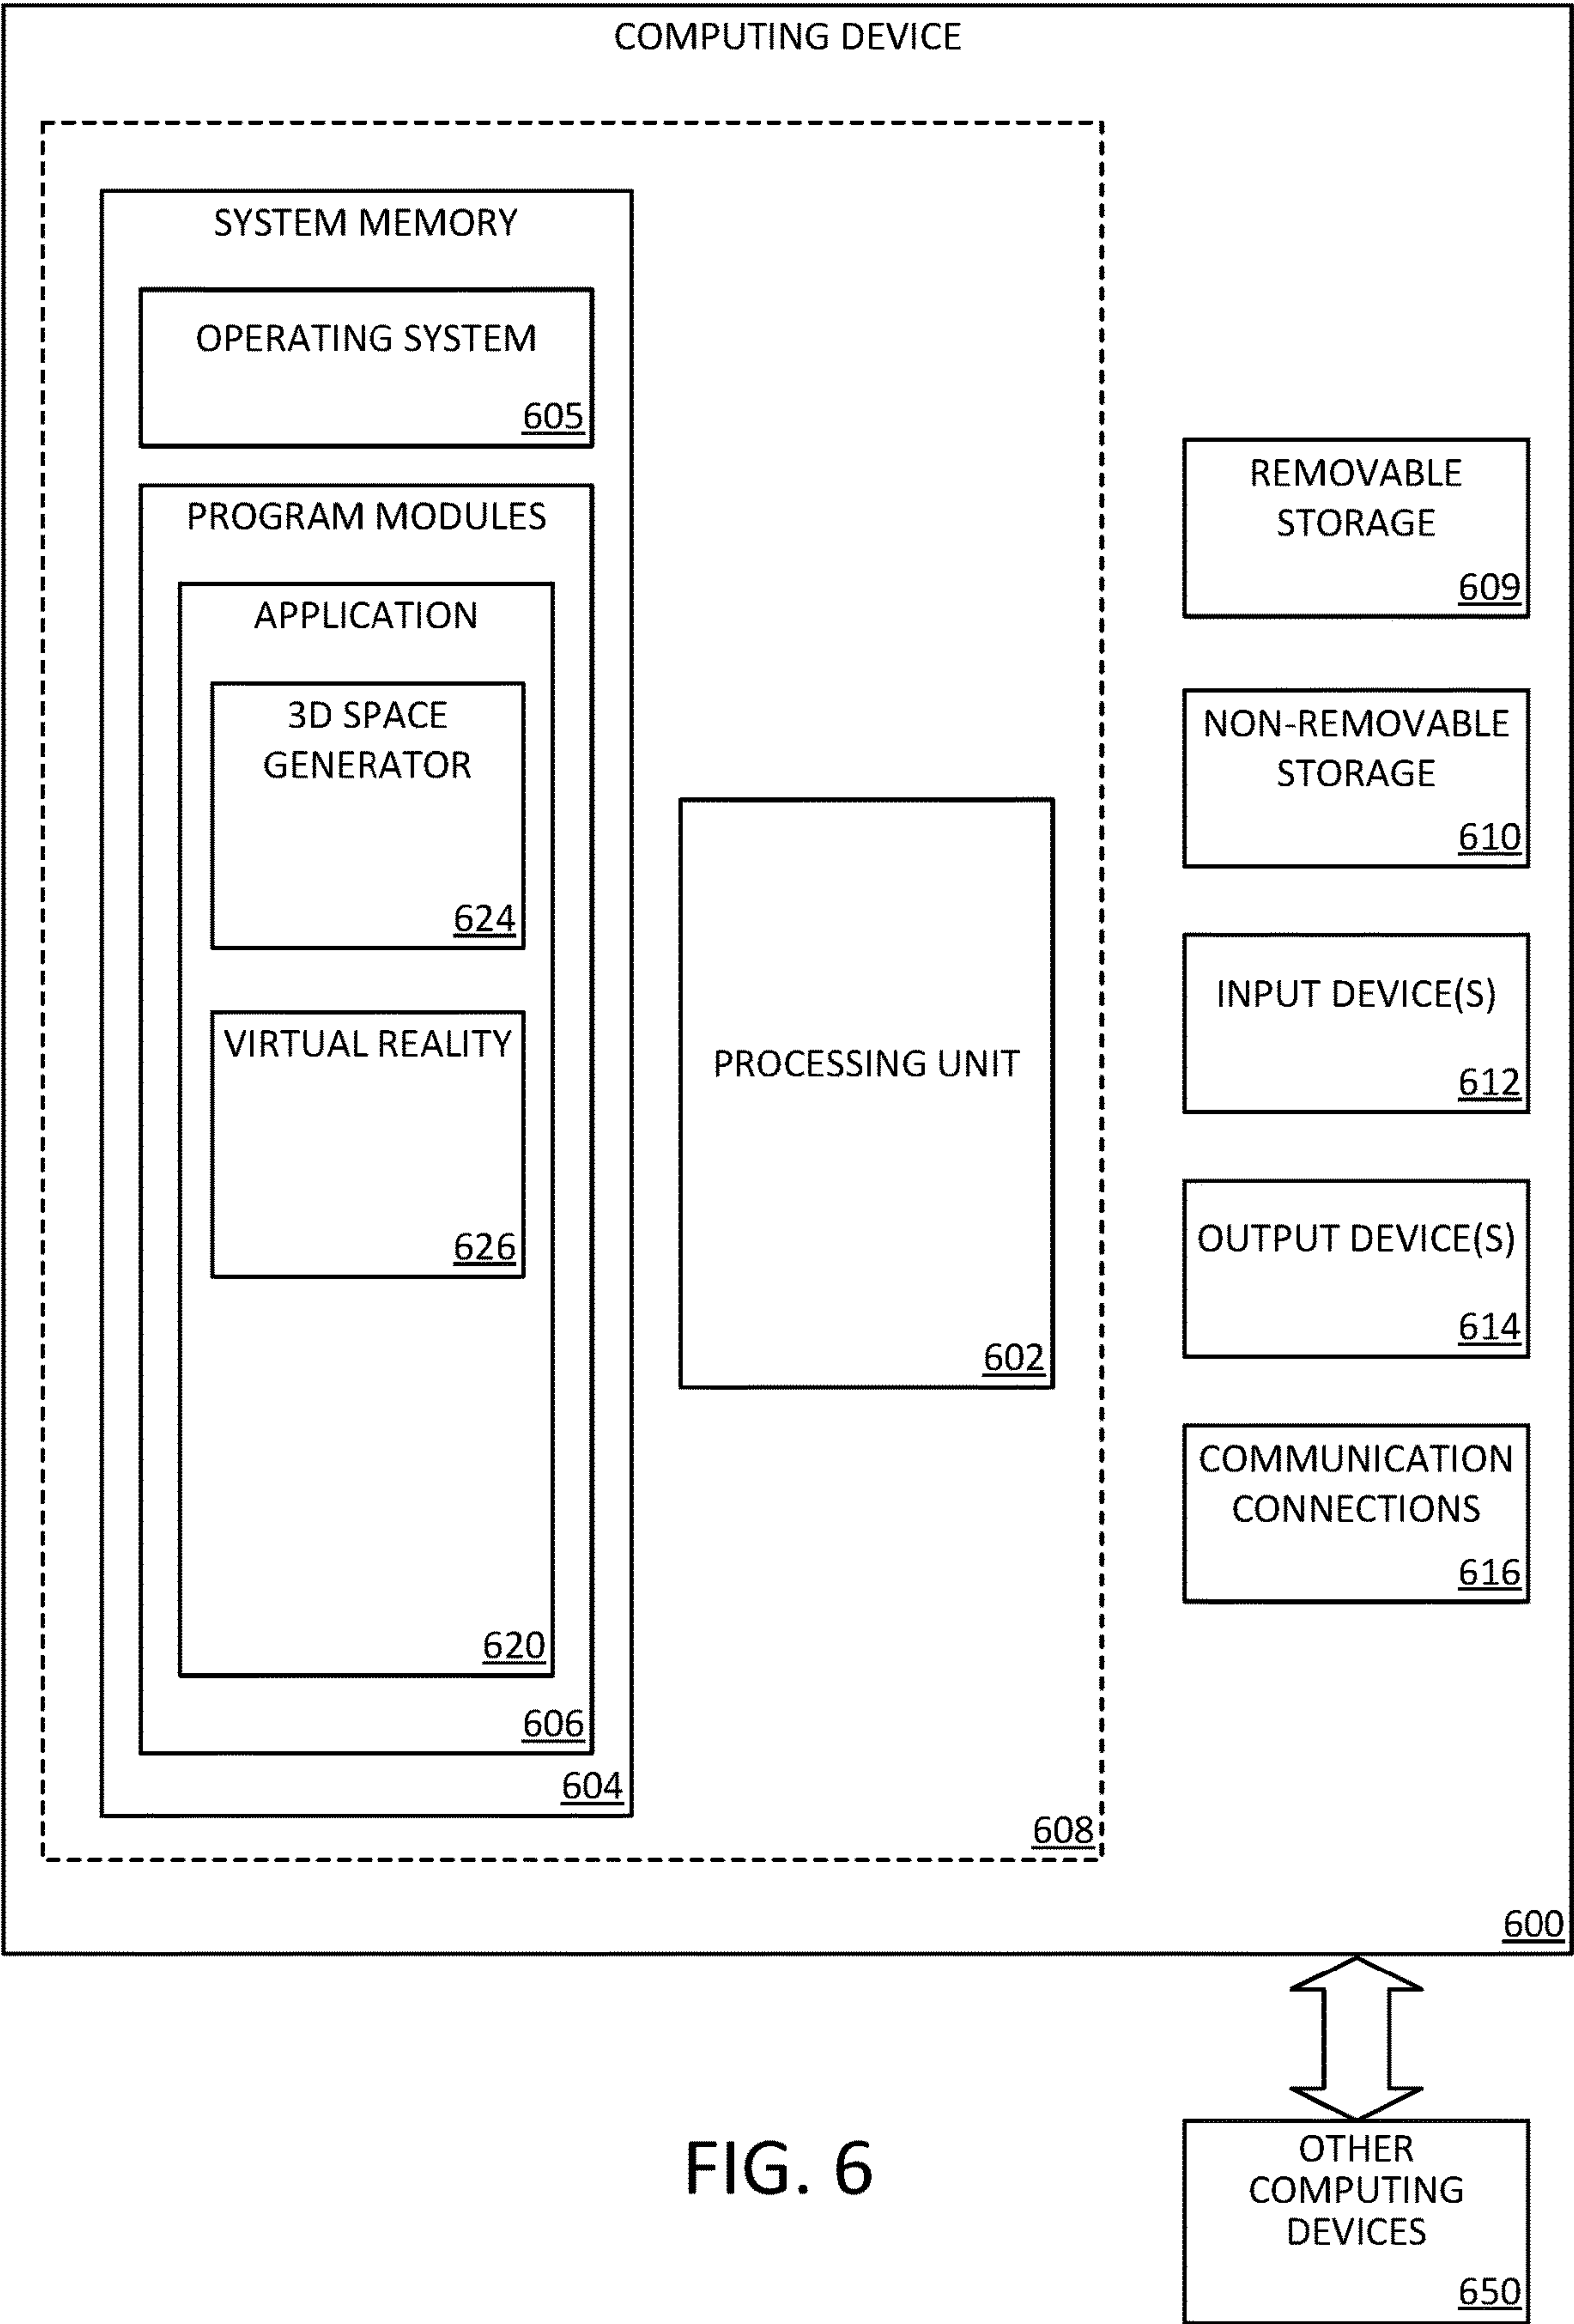 COMPUTING DEVICE
SYSTEM MEMORY
OPERATING SYSTEM
605
PROGRAM MODULES
APPLICATION
3D SPACE
GENERATOR
624
VIRTUAL REALITY
626
620
606
604
PROCESSING UNIT
602
608
REMOVABLE
STORAGE
609
NON-REMOVABLE
STORAGE
610
INPUT DEVICE(S)
612
OUTPUT DEVICE(S)
614
COMMUNICATION
CONNECTIONS
616
600
OTHER
COMPUTING
DEVICES
650
FIG. 6